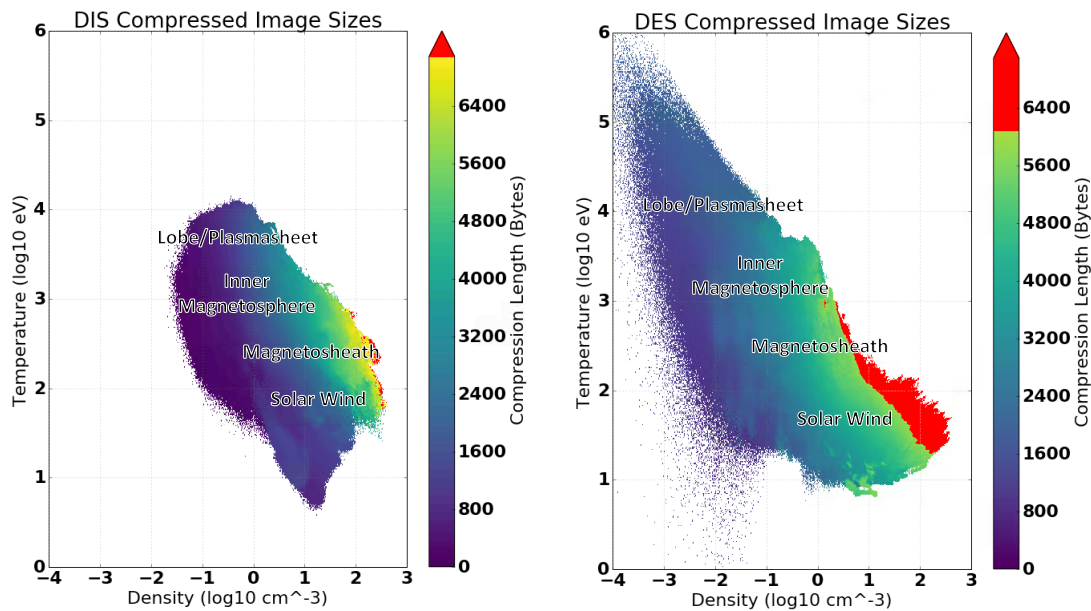 DIS Compressed Image Sizes
6
5
4
3
2
1
0
Temperature (log10 eV)
Lobe/Plasmasheet
Inner
Magnetosphere
Magnetosheath
Solar Wind
−4 −3 −2 −1 0 1 2 3
Density (log10 cm^-3)
6400
5600
4800
4000
3200
2400
1600
800
0
Compression Length (Bytes)
DES Compressed Image Sizes
6
5
4
3
2
1
0
Temperature (log10 eV)
Lobe/Plasmasheet
Inner
Magnetosphere
Magnetosheath
Solar Wind
−4 −3 −2 −1 0 1 2 3
Density (log10 cm^-3)
6400
5600
4800
4000
3200
2400
1600
800
0
Compression Length (Bytes)